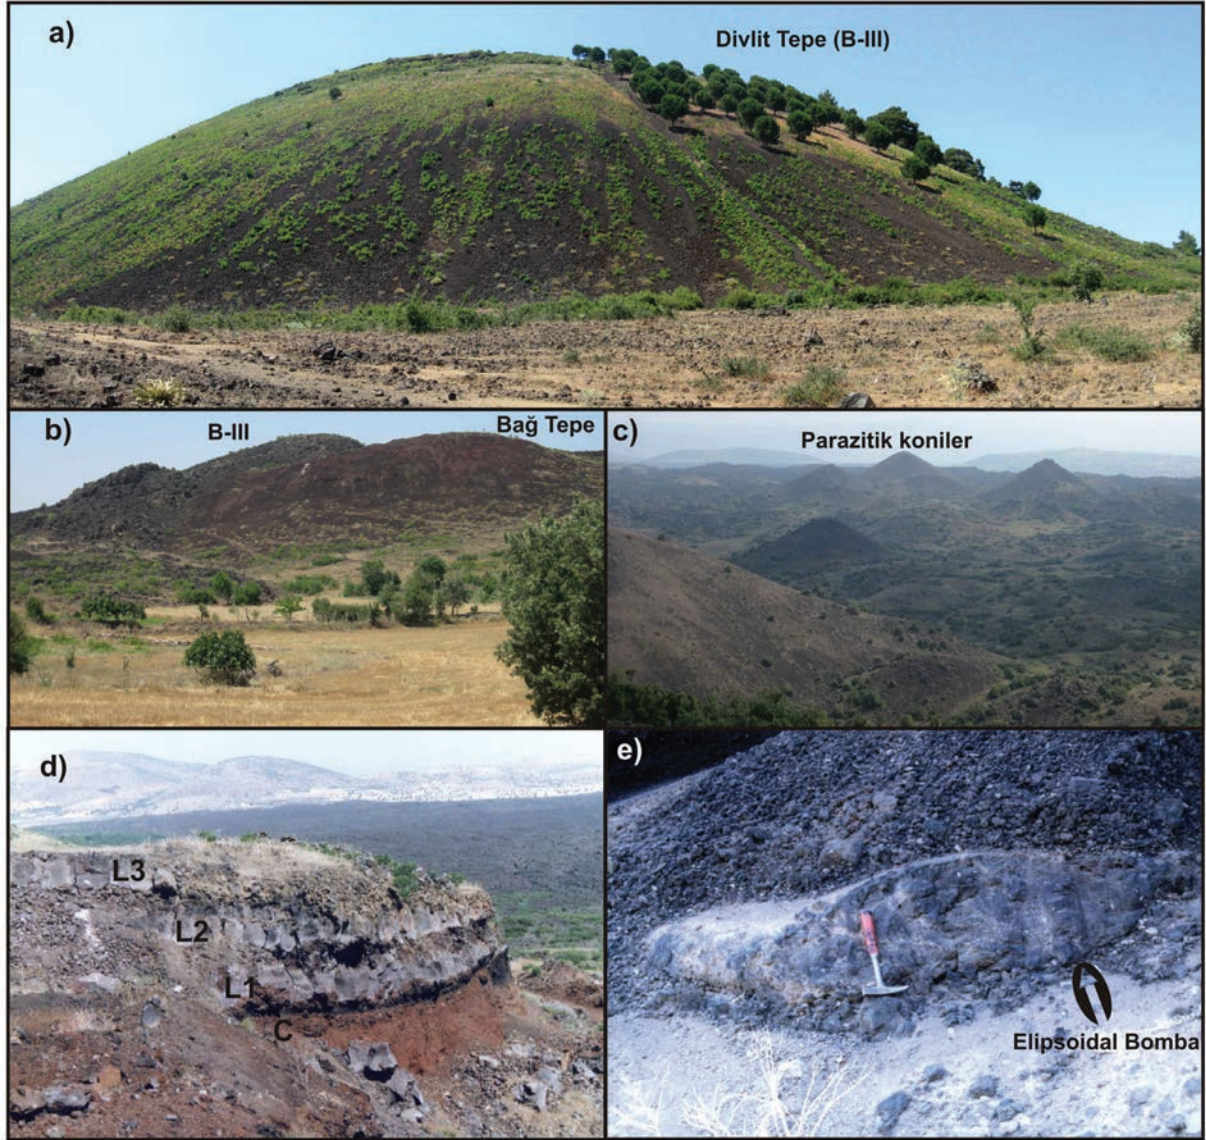 a)
Divlit Tepe (B-III)
b)
B-III
Bağ Tepe
c)
Parazitik koniler
d)
L3
L2
L1
C
e)
Elipsoidal Bomba